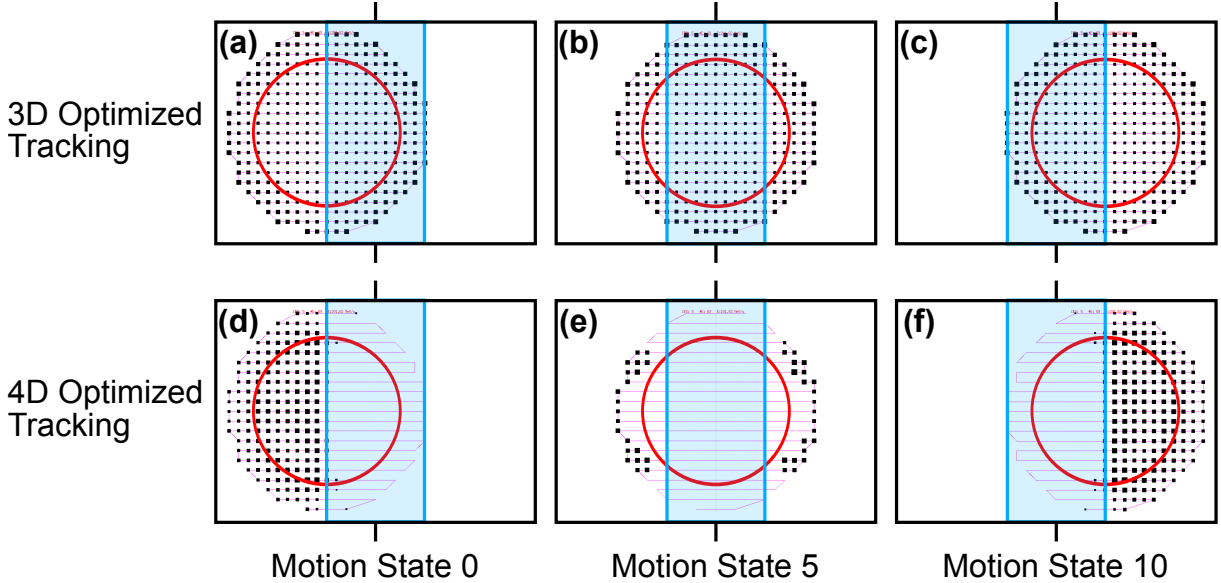 (a)
(b)
(c)
3D Optimized
Tracking
(d)
(e)
(f)
4D Optimized
Tracking
Motion State 0
Motion State 5
Motion State 10